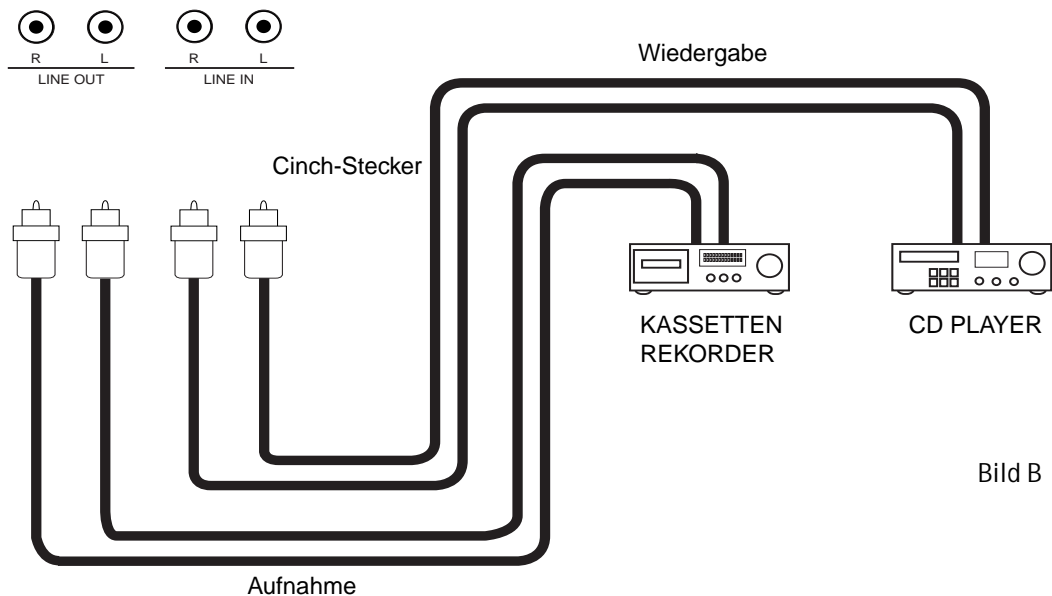 R L R L
LINE OUT LINE IN
Wiedergabe
Cinch-Stecker
KASSETTEN
REKORDER
CD PLAYER
Bild B
Aufnahme